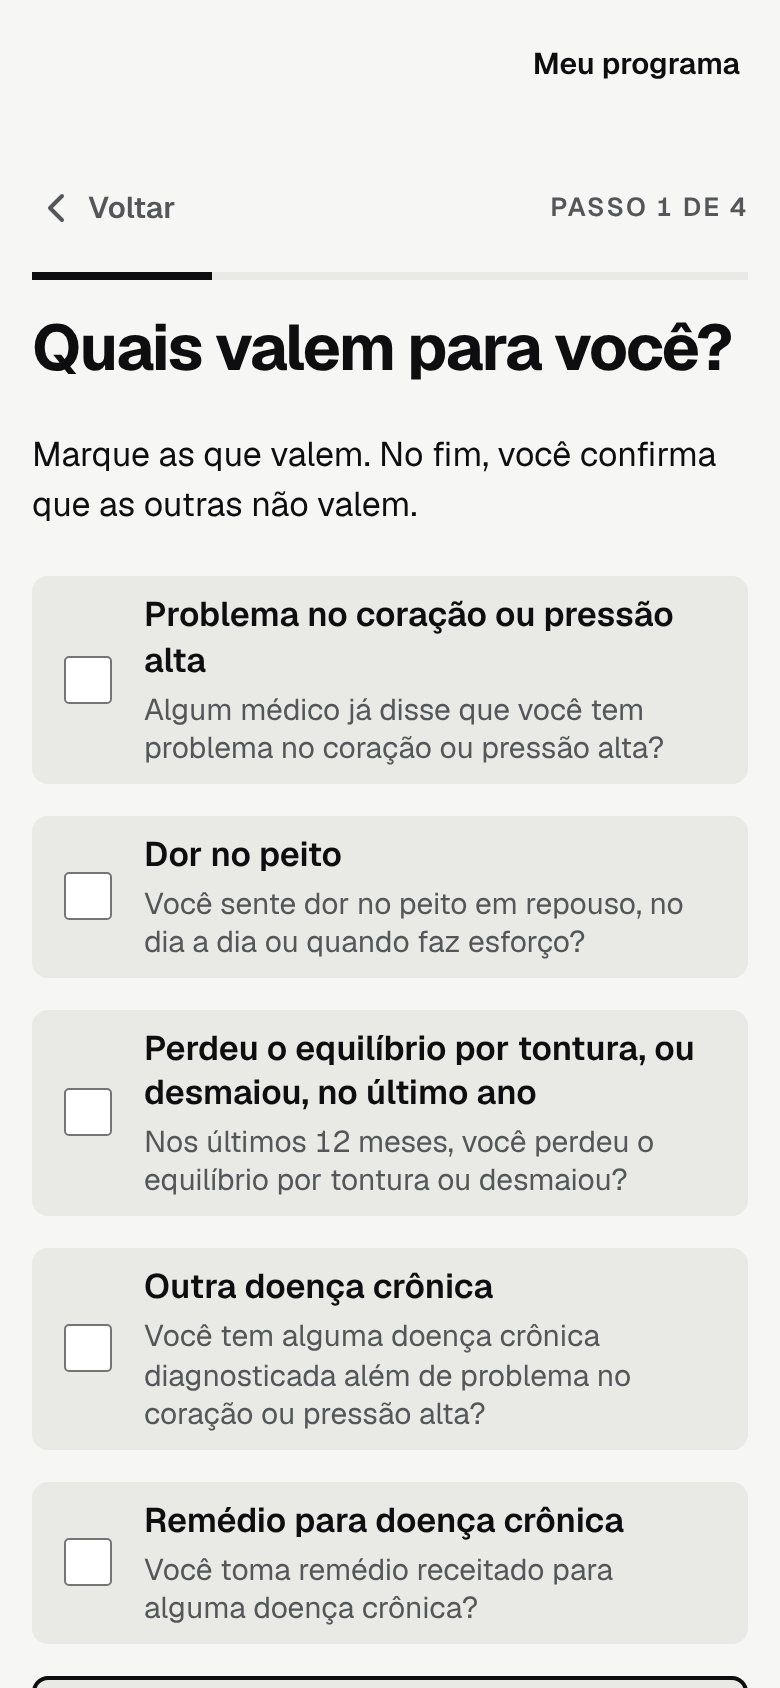 Meu programa
Voltar
PASSO 1 DE 4
Quais valem para você?
Marque as que valem. No fim, você confirma
que as outras não valem.
Problema no coração ou pressão
alta
Algum médico já disse que você tem
problema no coração ou pressão alta?
Dor no peito
Você sente dor no peito em repouso, no
dia a dia ou quando faz esforço?
Perdeu o equilíbrio por tontura, ou
desmaiou, no último ano
Nos últimos 12 meses, você perdeu o
equilíbrio por tontura ou desmaiou?
Outra doença crônica
Você tem alguma doença crônica
diagnosticada além de problema no
coração ou pressão alta?
Remédio para doença crônica
Você toma remédio receitado para
alguma doença crônica?